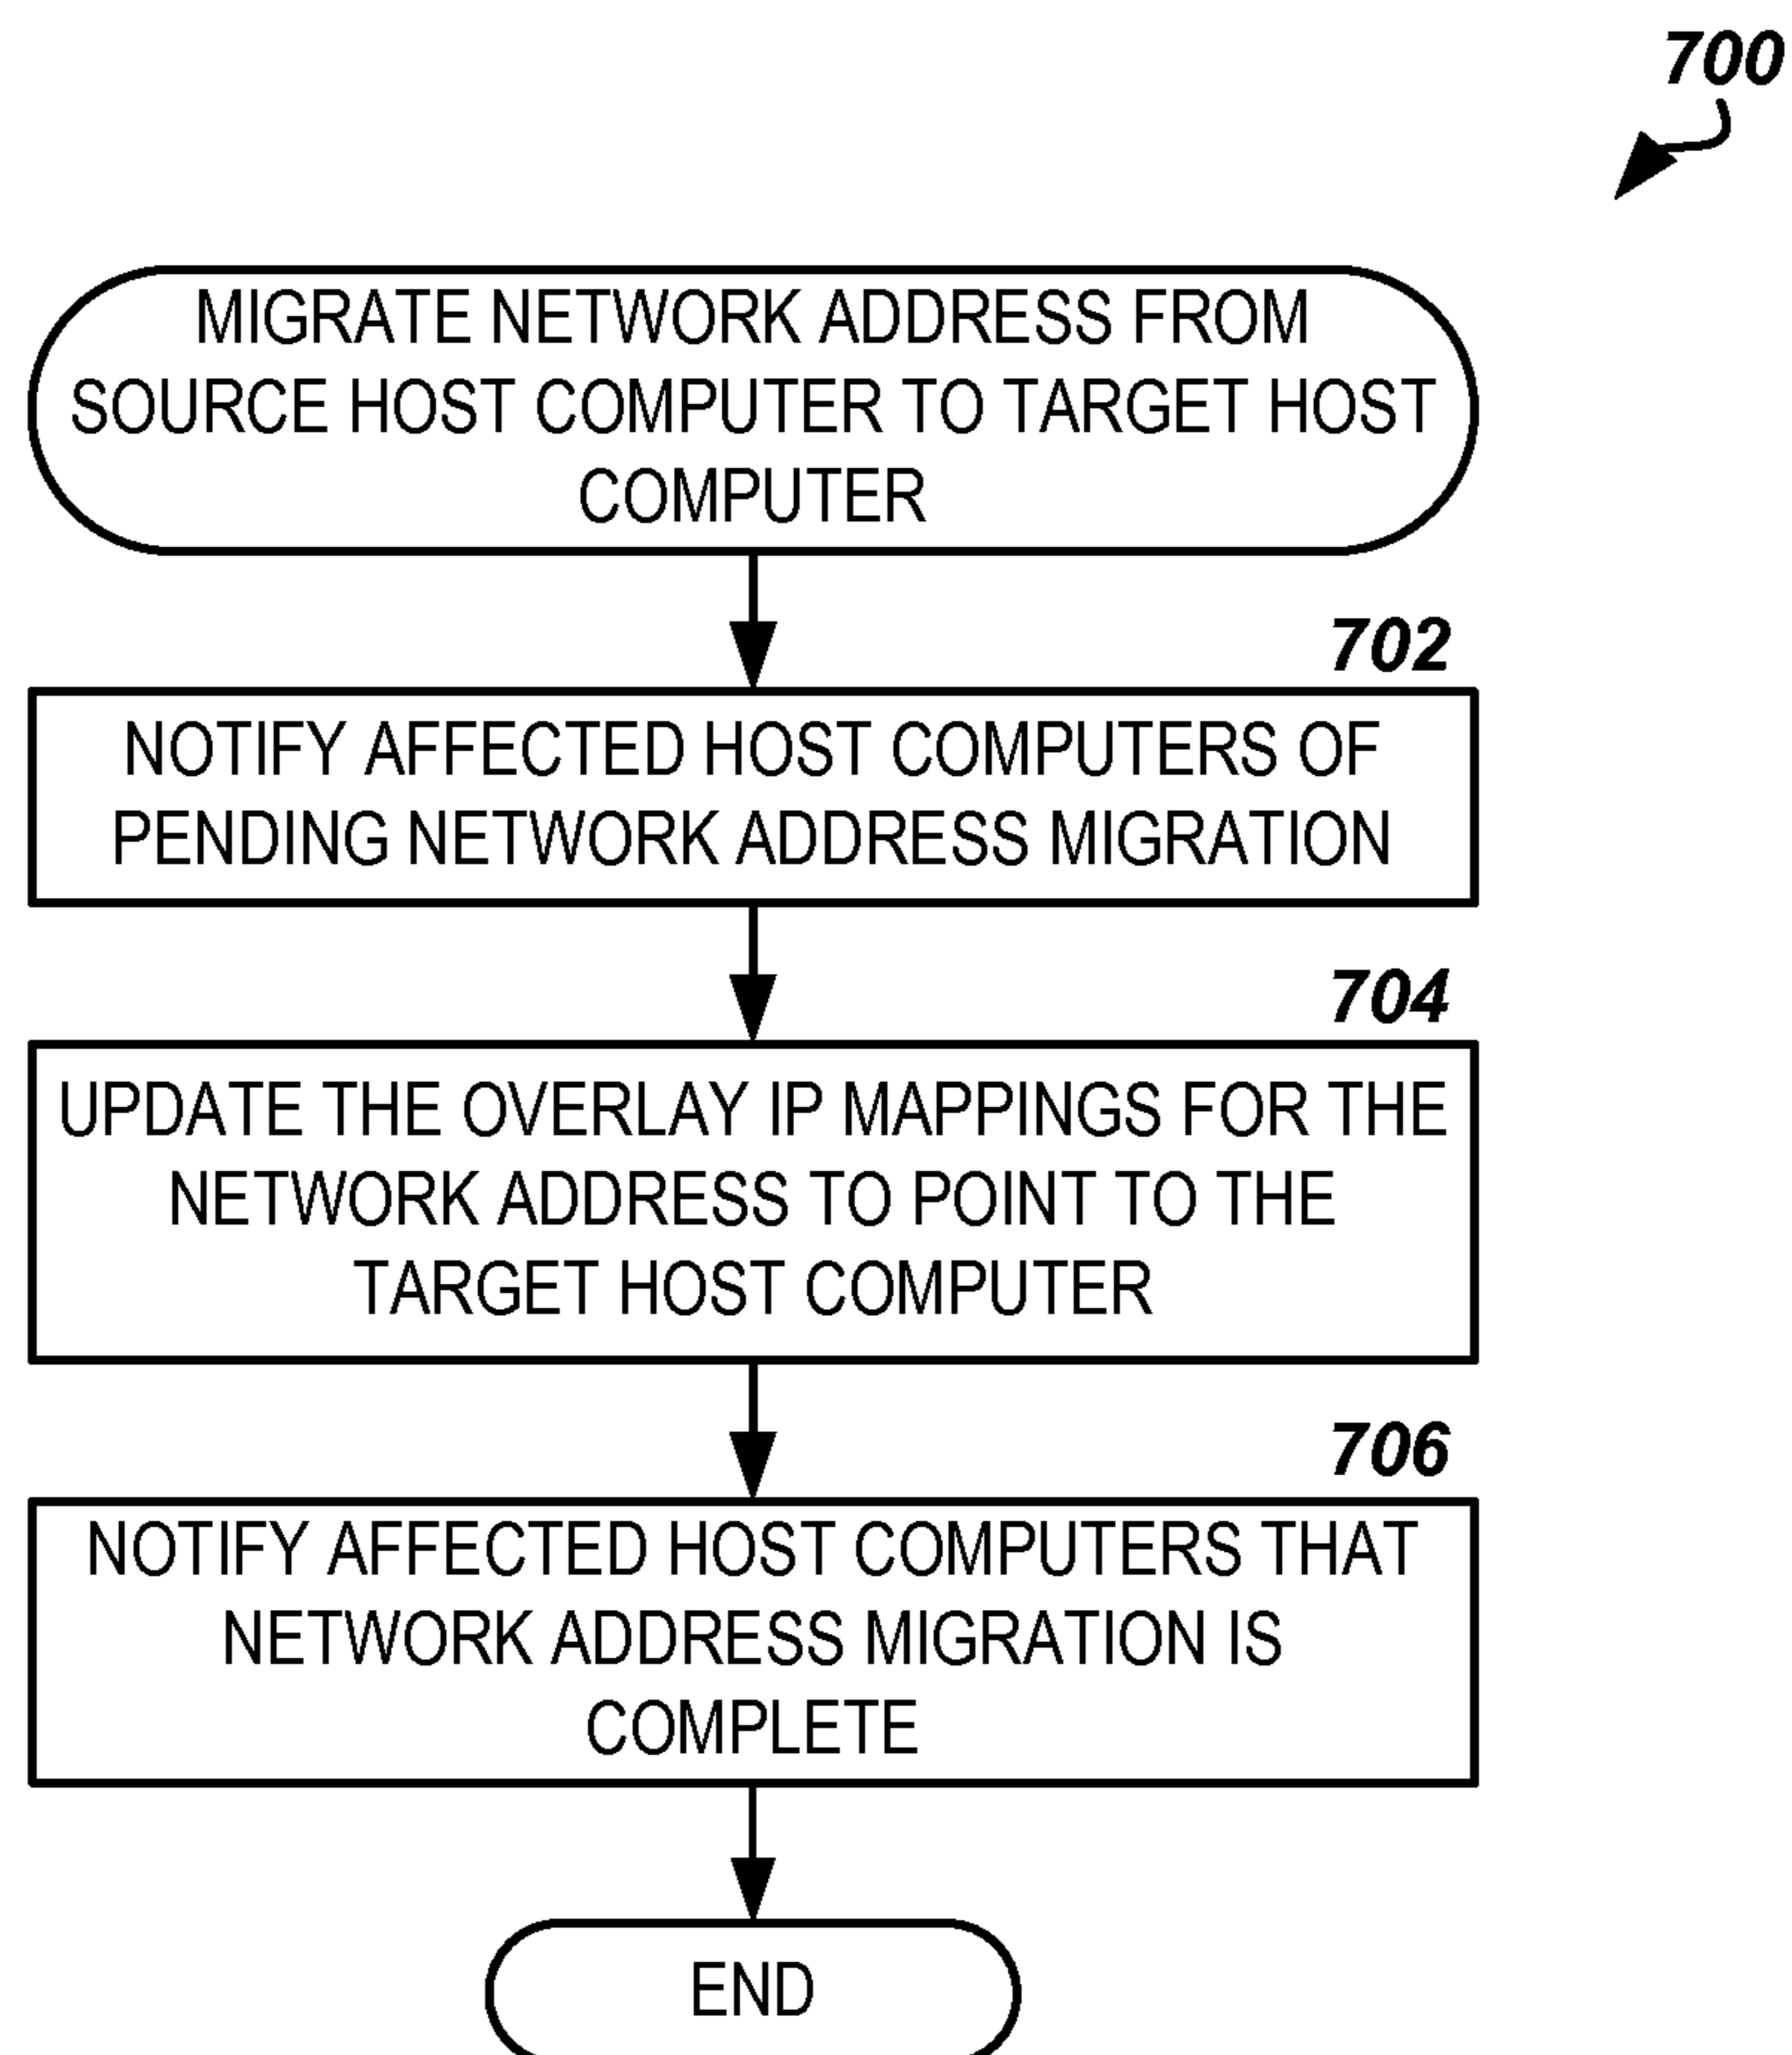 700
MIGRATE NETWORK ADDRESS FROM
SOURCE HOST COMPUTER TO TARGET HOST
COMPUTER
702
NOTIFY AFFECTED HOST COMPUTERS OF
PENDING NETWORK ADDRESS MIGRATION
704
UPDATE THE OVERLAY IP MAPPINGS FOR THE
NETWORK ADDRESS TO POINT TO THE
TARGET HOST COMPUTER
706
NOTIFY AFFECTED HOST COMPUTERS THAT
NETWORK ADDRESS MIGRATION IS
COMPLETE
END